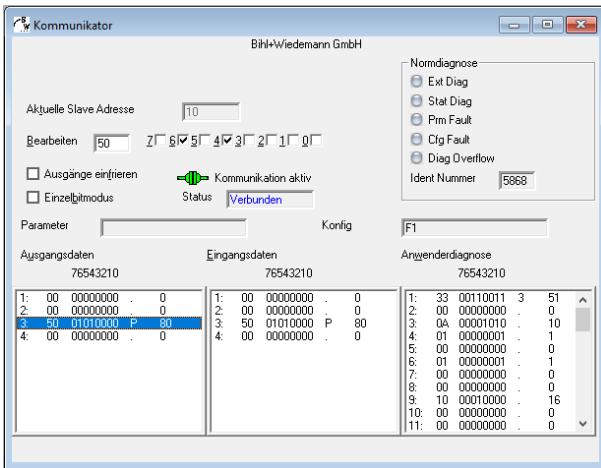 Kommunikator
Bihl+Wiedemann GmbH
Normdiagnose
Ext Diag
Stat Diag
Prm Fault
Cfg Fault
Diag Overflow
Ident Nummer 5868
Aktuelle Slave Adresse 10
Bearbeiten 50 7 6 5 4 3 2 1 0
Ausgänge einfrieren
Kommunikation aktiv
Einzelbitmodus
Status Verbunden
Parameter
Konfig F1
Ausgangsdaten
76543210
1: 00 00000000 . 0
2: 00 00000000 . 0
3: 50 01010000 P 80
4: 00 00000000 . 0
Eingangsdaten
76543210
1: 00 00000000 . 0
2: 00 00000000 . 0
3: 50 01010000 P 80
4: 00 00000000 . 0
Anwenderdiagnose
76543210
1: 33 00110011 3 51
2: 00 00000000 . 0
3: 0A 00001010 . 10
4: 01 00000001 . 1
5: 00 00000000 . 0
6: 01 00000001 . 1
7: 00 00000000 . 0
8: 00 00000000 . 0
9: 10 00010000 . 16
10: 00 00000000 . 0
11: 00 00000000 . 0